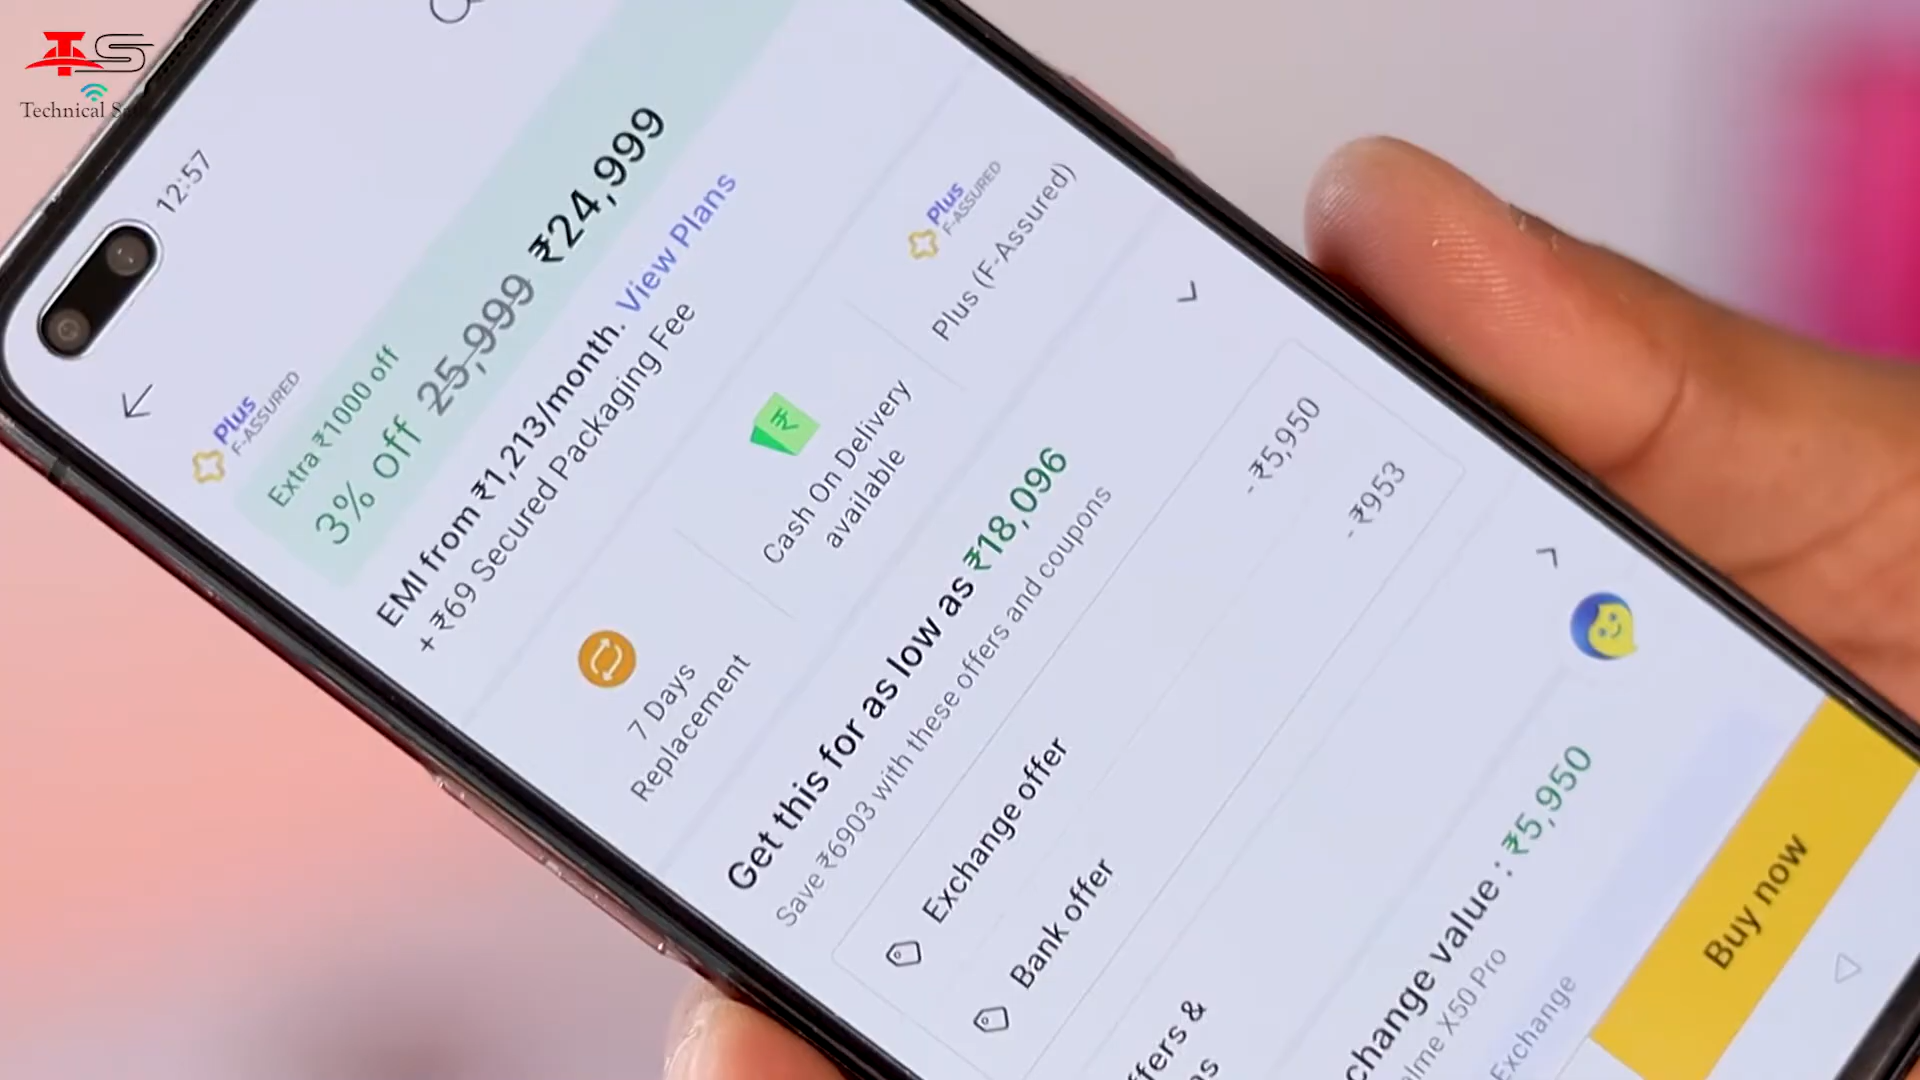 TS
Technical
12:57
Plus
F-ASSURED
Extra ₹1000 off
3% off 25,999 ₹24,999
EMI from ₹1,213/month. View Plans
+ ₹69 Secured Packaging Fee
7 Days
Replacement
Cash On Delivery
available
Plus
F-ASSURED
Plus (F-Assured)
Get this for as low as ₹18,096
Save ₹6903 with these offers and coupons
Exchange offer - ₹5,950
Bank offer - ₹953
ffers &
change value : ₹5,950
alme X50 Pro
Exchange
Buy now